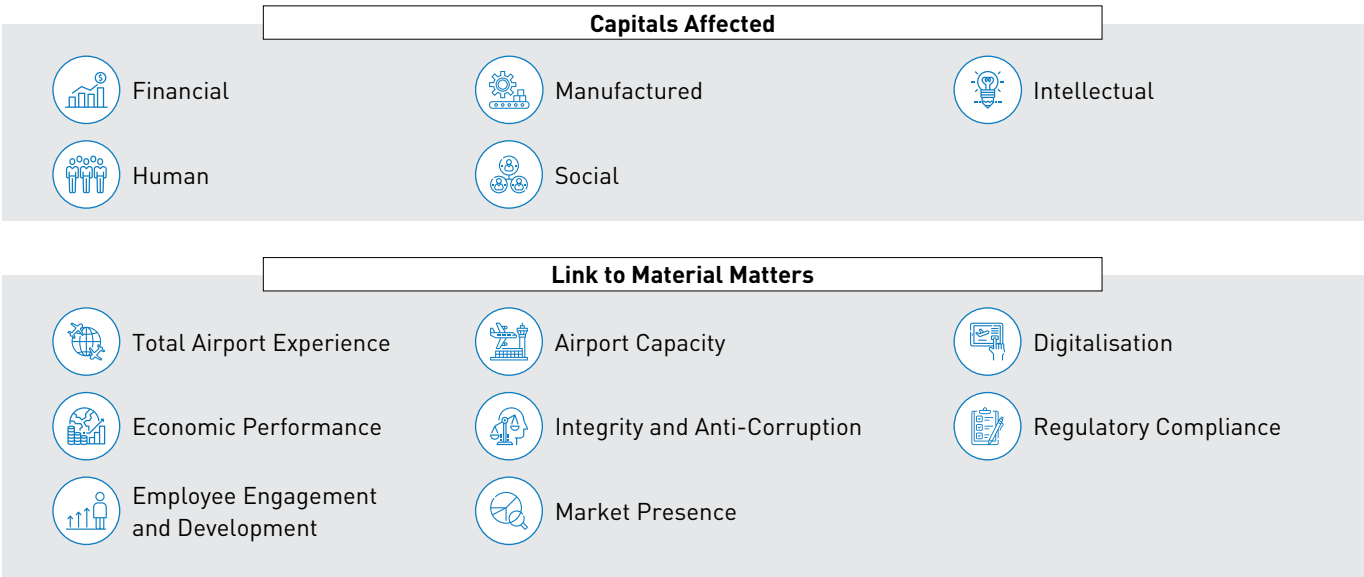 Capitals Affected
Financial
Manufactured
Intellectual
Human
Social
Link to Material Matters
Total Airport Experience
Airport Capacity
Digitalisation
Economic Performance
Integrity and Anti-Corruption
Regulatory Compliance
Employee Engagement
and Development
Market Presence